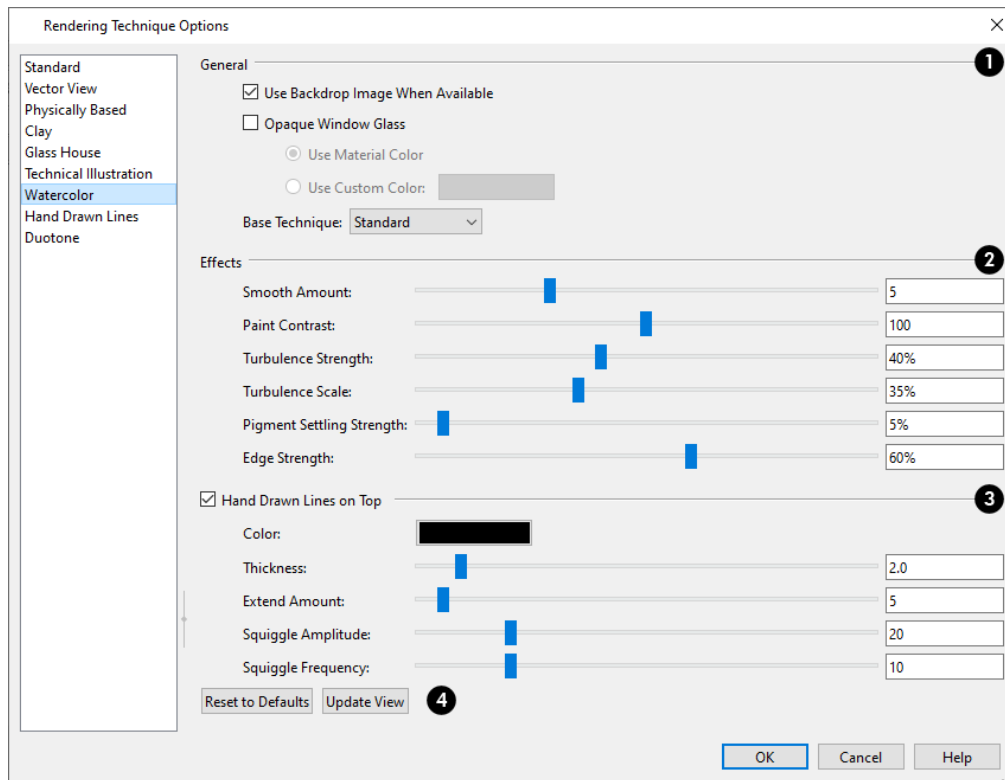 Rendering Technique Options
Standard
Vector View
Physically Based
Clay
Glass House
Technical Illustration
Watercolor
Hand Drawn Lines
Duotone
General 1
Use Backdrop Image When Available
Opaque Window Glass
Use Material Color
Use Custom Color:
Base Technique: Standard
Effects 2
Smooth Amount: 5
Paint Contrast: 100
Turbulence Strength: 40%
Turbulence Scale: 35%
Pigment Settling Strength: 5%
Edge Strength: 60%
Hand Drawn Lines on Top 3
Color:
Thickness: 2.0
Extend Amount: 5
Squiggle Amplitude: 20
Squiggle Frequency: 10
Reset to Defaults Update View 4
OK Cancel Help